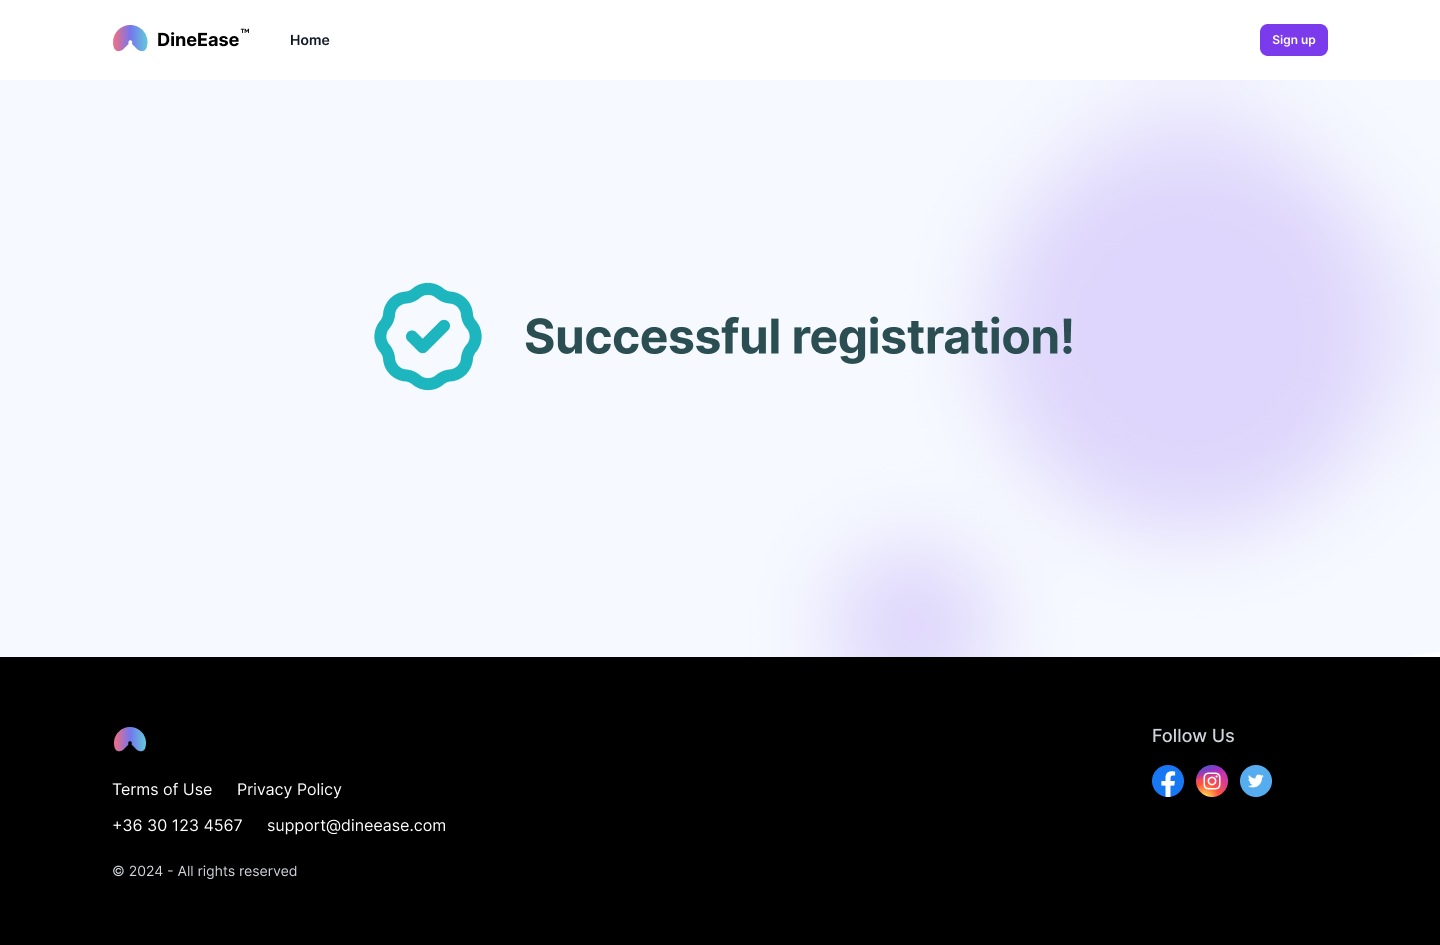 DineEase™
Home
Sign up
Successful registration!
Follow Us
Terms of Use Privacy Policy
+36 30 123 4567 support@dineease.com
© 2024 - All rights reserved